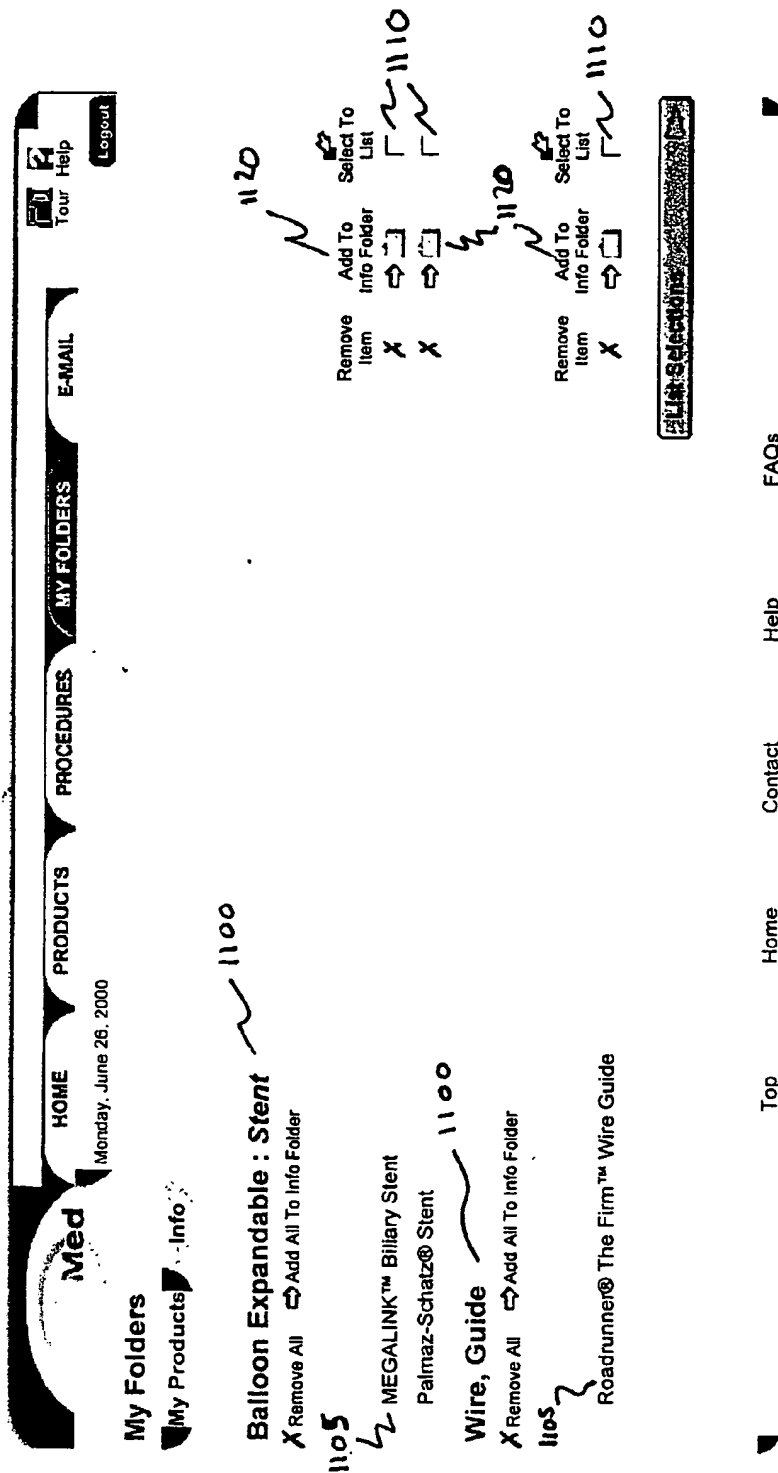 Tour Help
Logout
HOME PRODUCTS PROCEDURES MY FOLDERS E-MAIL
Med
Monday, June 26, 2000
My Folders
My Products Info
Balloon Expandable : Stent 1100
1120
X Remove All ⇨ Add All To Info Folder
Remove Item Add To Info Folder Select To List
1105
MEGALINK™ Biliary Stent X 1110
Palmaz-Schatz® Stent X
Wire, Guide 1100
1120
X Remove All ⇨ Add All To Info Folder
Remove Item Add To Info Folder Select To List
1105
Roadrunner® The Firm™ Wire Guide X 1110
List Selections
Top Home Contact Help FAQs